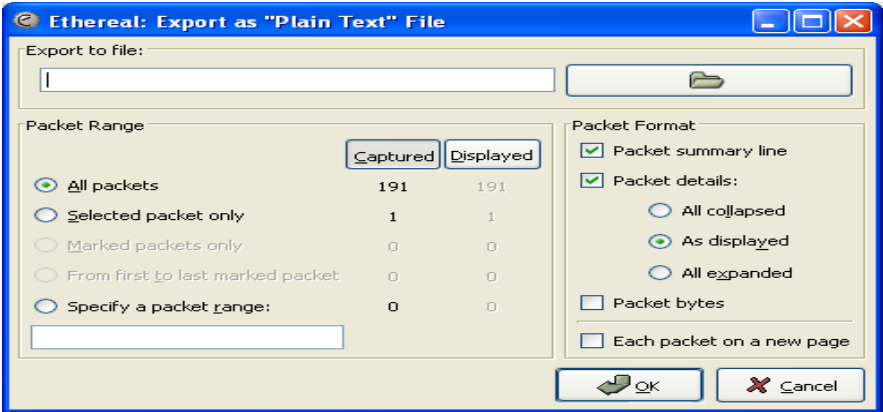 Ethereal: Export as "Plain Text" File
Export to file:
Packet Range
Captured Displayed
All packets 191 191
Selected packet only 1 1
Marked packets only 0 0
From first to last marked packet 0 0
Specify a packet range: 0 0
Packet Format
Packet summary line
Packet details:
All collapsed
As displayed
All expanded
Packet bytes
Each packet on a new page
OK Cancel